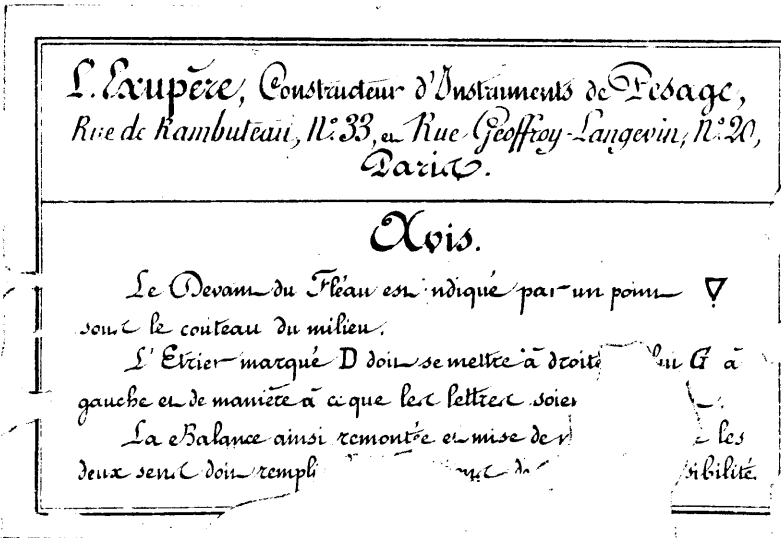 L. Exupère, Constructeur d'Instruments de Pesage,
Rue de Rambuteau, N.° 33, et Rue Geoffroy-Langevin, N.° 20,
Paris.
Avis.
Le Devant du Fléau est indiqué par un point ▽
sous le couteau du milieu.
L'Etrier marqué D doit se mettre à droite G à
gauche et de manière à ce que les lettres
La Balance ainsi remontée et mise de les
deux sens doit